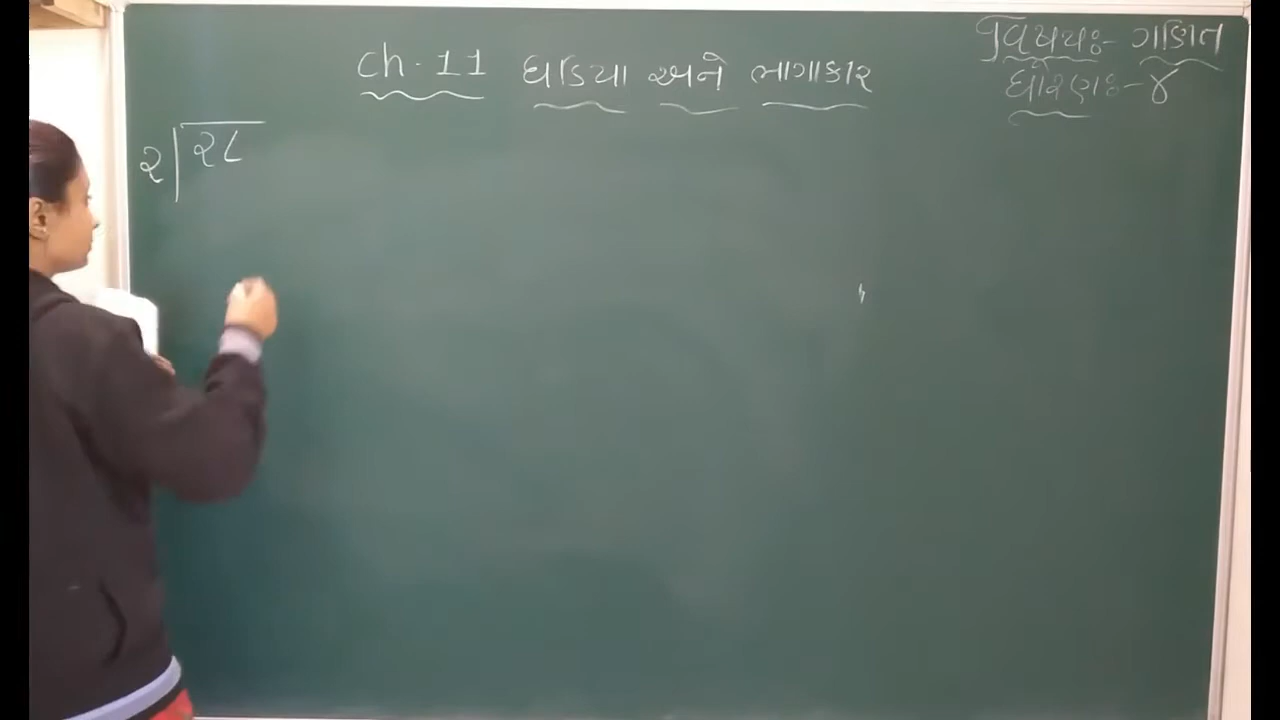 વિષયઃ- ગણિત
ધોરણઃ-૪
ch-11 ઘડિયા અને ભાગાકાર
૨ ૨૮